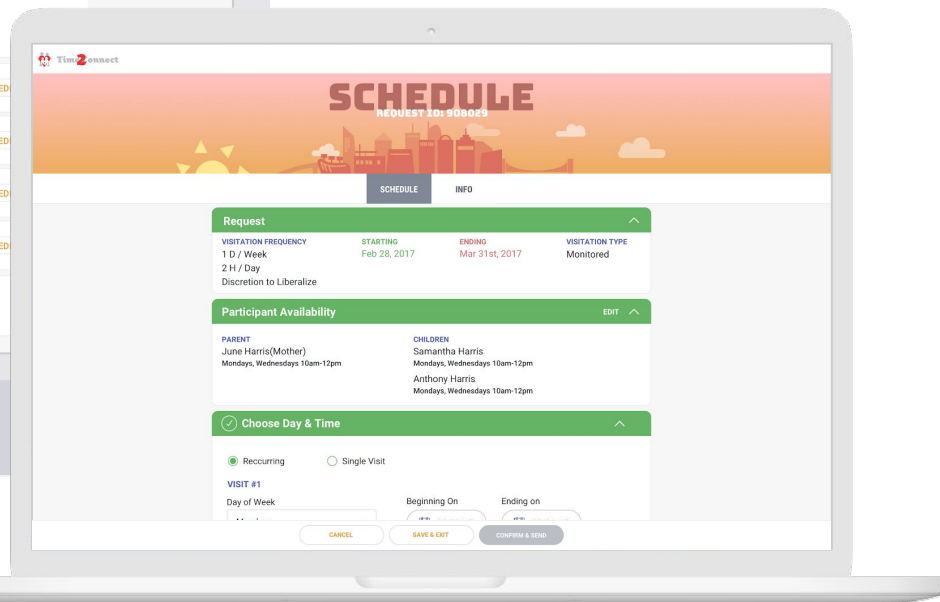 Time2onnect
SCHEDULE
REQUEST ID: 908029
SCHEDULE INFO
Request
VISITATION FREQUENCY STARTING ENDING VISITATION TYPE
1 D / Week Feb 28, 2017 Mar 31st, 2017 Monitored
2 H / Day
Discretion to Liberalize
Participant Availability EDIT
PARENT CHILDREN
June Harris(Mother) Samantha Harris
Mondays, Wednesdays 10am-12pm Mondays, Wednesdays 10am-12pm
Anthony Harris
Mondays, Wednesdays 10am-12pm
Choose Day & Time
Reccurring Single Visit
VISIT #1
Day of Week Beginning On Ending on
CANCEL SAVE & EXIT CONFIRM & SEND